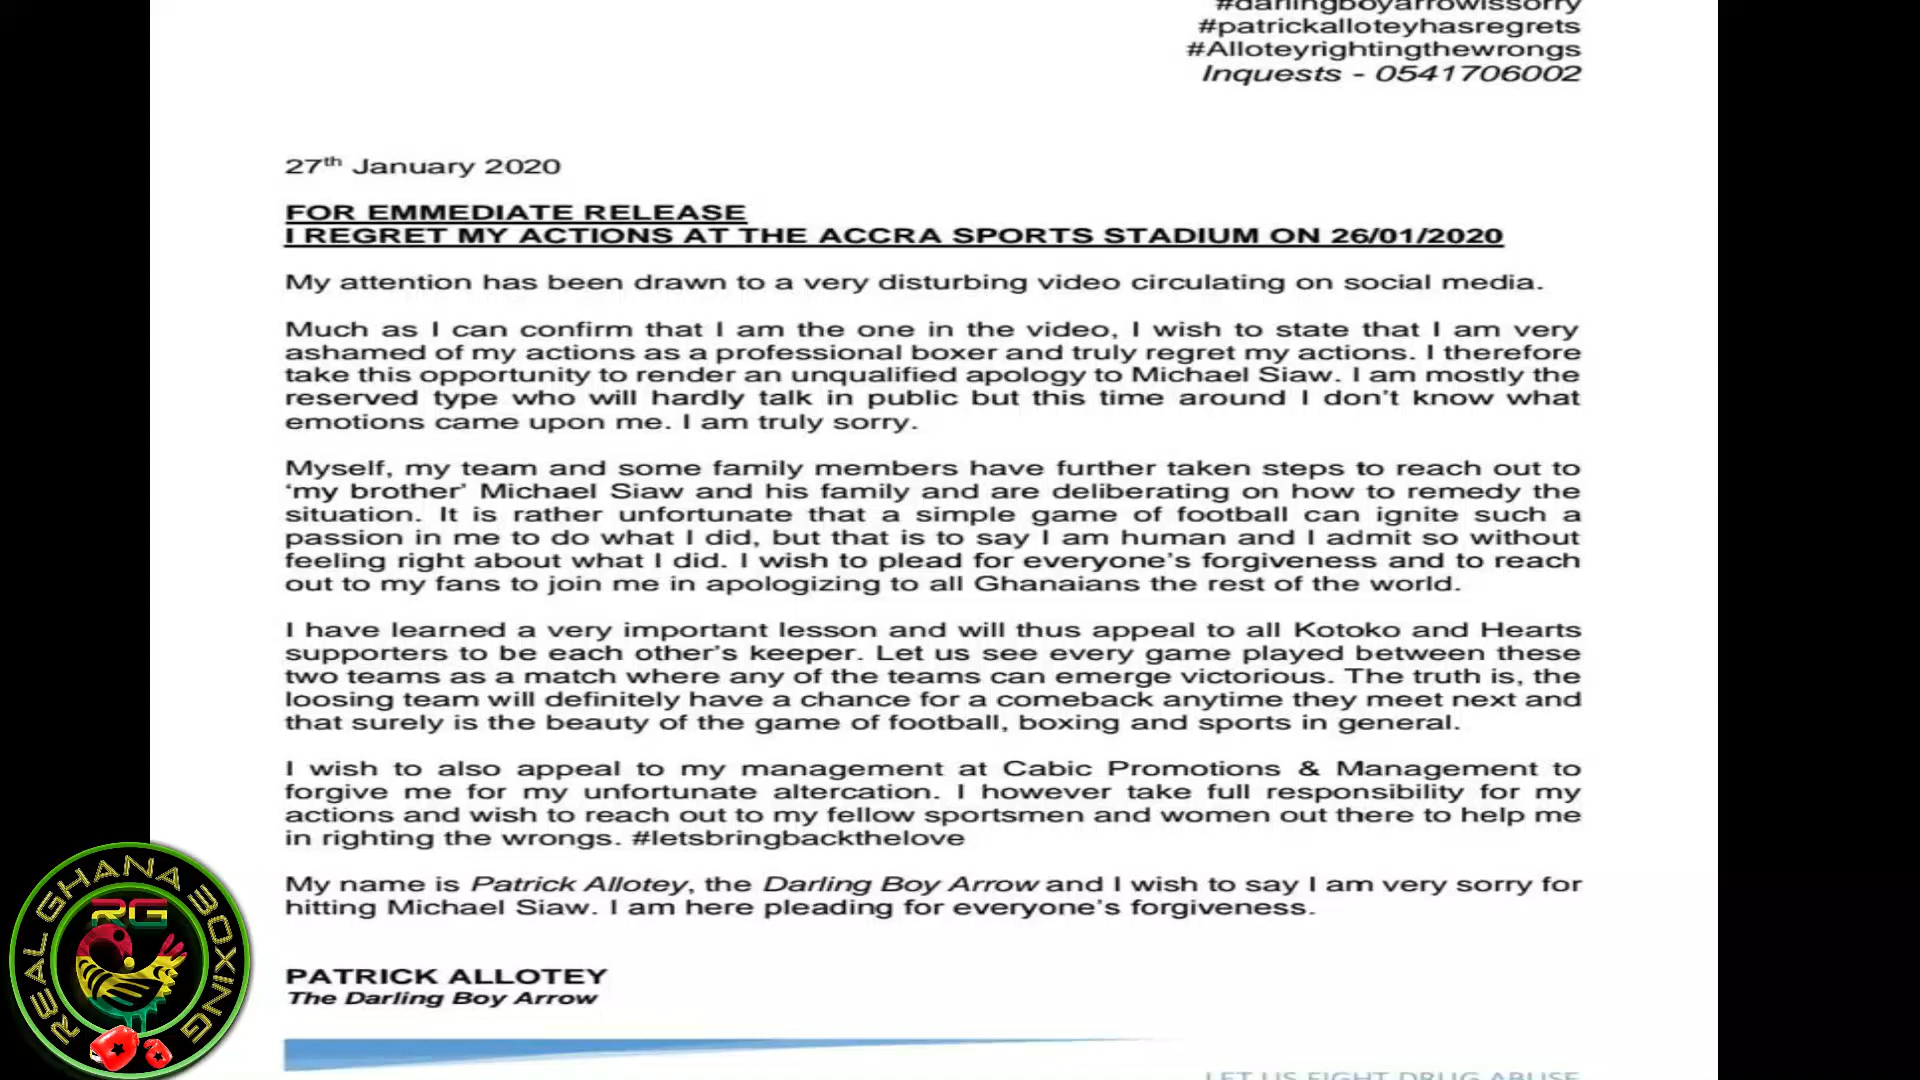 #darlingboyarrowissorry
#patrickalloteyhasregrets
#Alloteyrightingthewrongs
Inquests - 0541706002
27th January 2020
FOR EMMEDIATE RELEASE
I REGRET MY ACTIONS AT THE ACCRA SPORTS STADIUM ON 26/01/2020
My attention has been drawn to a very disturbing video circulating on social media.
Much as I can confirm that I am the one in the video, I wish to state that I am very
ashamed of my actions as a professional boxer and truly regret my actions. I therefore
take this opportunity to render an unqualified apology to Michael Siaw. I am mostly the
reserved type who will hardly talk in public but this time around I don’t know what
emotions came upon me. I am truly sorry.
Myself, my team and some family members have further taken steps to reach out to
‘my brother’ Michael Siaw and his family and are deliberating on how to remedy the
situation. It is rather unfortunate that a simple game of football can ignite such a
passion in me to do what I did, but that is to say I am human and I admit so without
feeling right about what I did. I wish to plead for everyone’s forgiveness and to reach
out to my fans to join me in apologizing to all Ghanaians the rest of the world.
I have learned a very important lesson and will thus appeal to all Kotoko and Hearts
supporters to be each other’s keeper. Let us see every game played between these
two teams as a match where any of the teams can emerge victorious. The truth is, the
loosing team will definitely have a chance for a comeback anytime they meet next and
that surely is the beauty of the game of football, boxing and sports in general.
I wish to also appeal to my management at Cabic Promotions & Management to
forgive me for my unfortunate altercation. I however take full responsibility for my
actions and wish to reach out to my fellow sportsmen and women out there to help me
in righting the wrongs. #letsbringbackthelove
My name is Patrick Allotey, the Darling Boy Arrow and I wish to say I am very sorry for
hitting Michael Siaw. I am here pleading for everyone’s forgiveness.
PATRICK ALLOTEY
The Darling Boy Arrow
LET US FIGHT DRUG ABUSE
REAL GHANA BOXING
RG